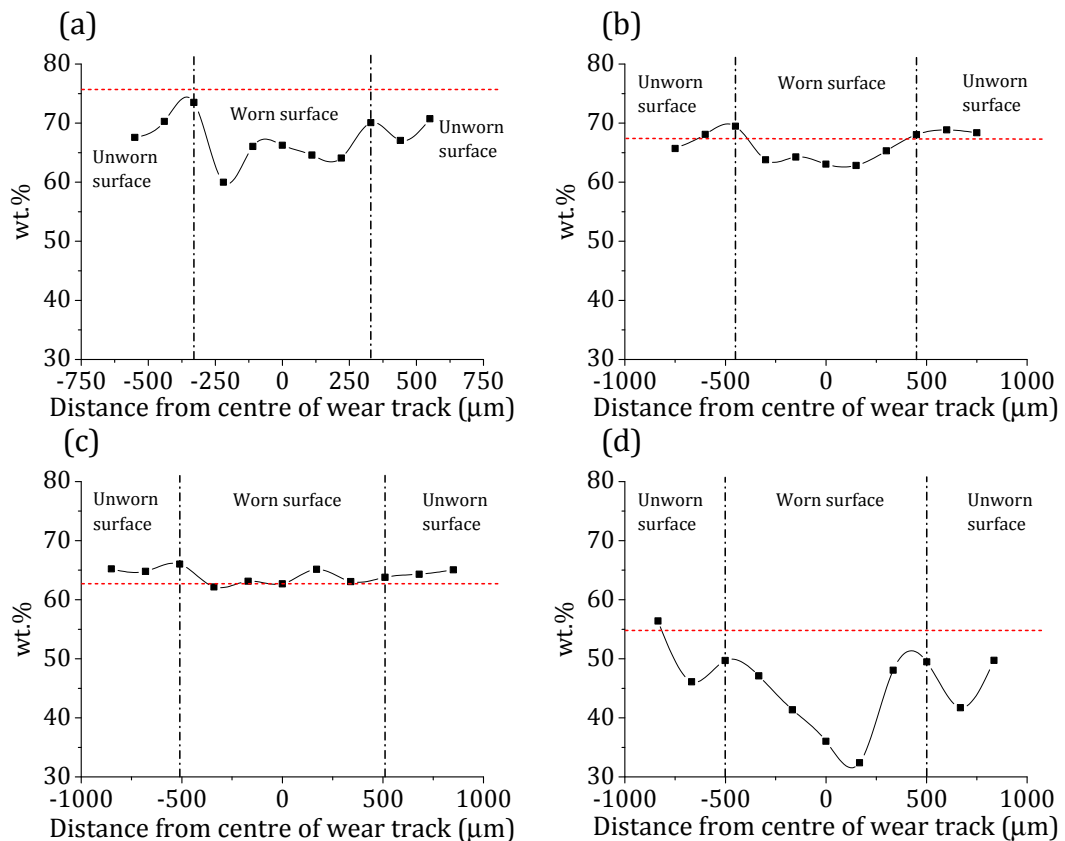 (a)
80
70
60
50
40
30
wt.%
Unworn
surface
Worn surface
Unworn
surface
-750
-500
-250
0
250
500
750
Distance from centre of wear track (μm)
(b)
80
70
60
50
40
30
wt.%
Unworn
surface
Worn surface
Unworn
surface
-1000
-500
0
500
1000
Distance from centre of wear track (μm)
(c)
80
70
60
50
40
30
wt.%
Unworn
surface
Worn surface
Unworn
surface
-1000
-500
0
500
1000
Distance from centre of wear track (μm)
(d)
80
70
60
50
40
30
wt.%
Unworn
surface
Worn surface
Unworn
surface
-1000
-500
0
500
1000
Distance from centre of wear track (μm)